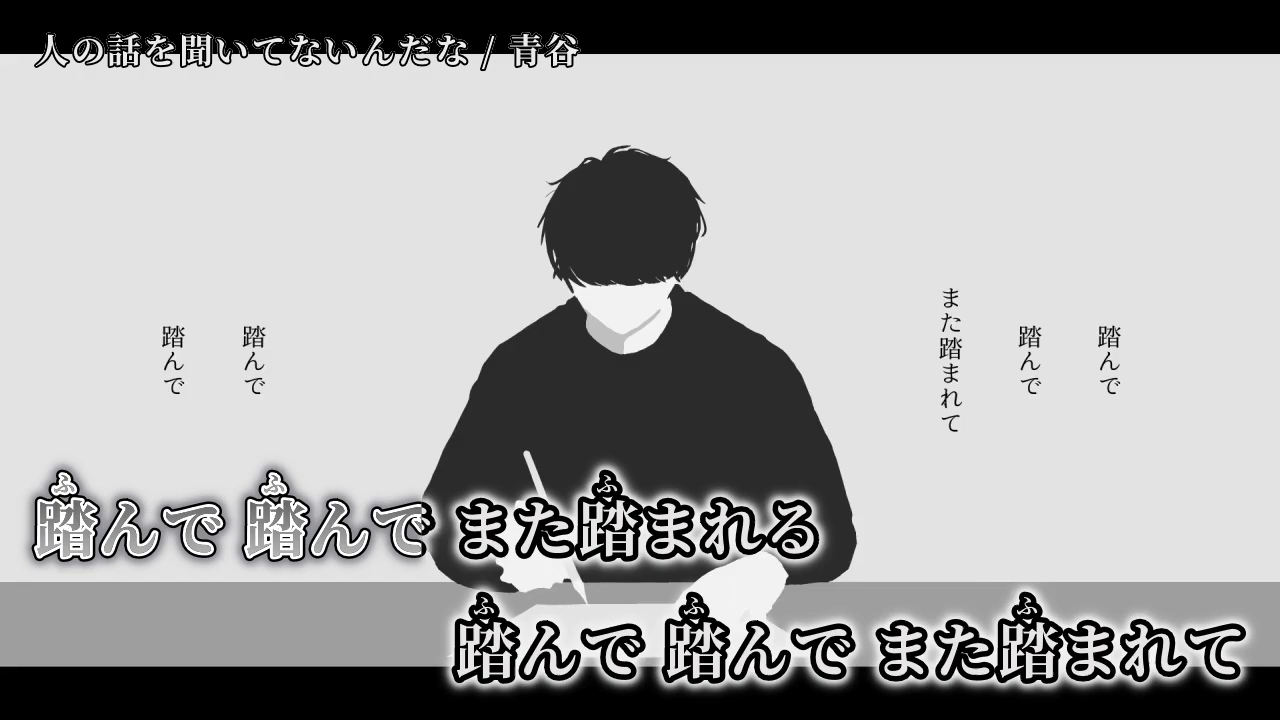 人の話を聞いてないんだな / 青谷
踏んで
踏んで
また踏まれて
踏んで
踏んで
ふ ふ ふ
踏んで 踏んで また踏まれる
ふ ふ ふ
踏んで 踏んで また踏まれて